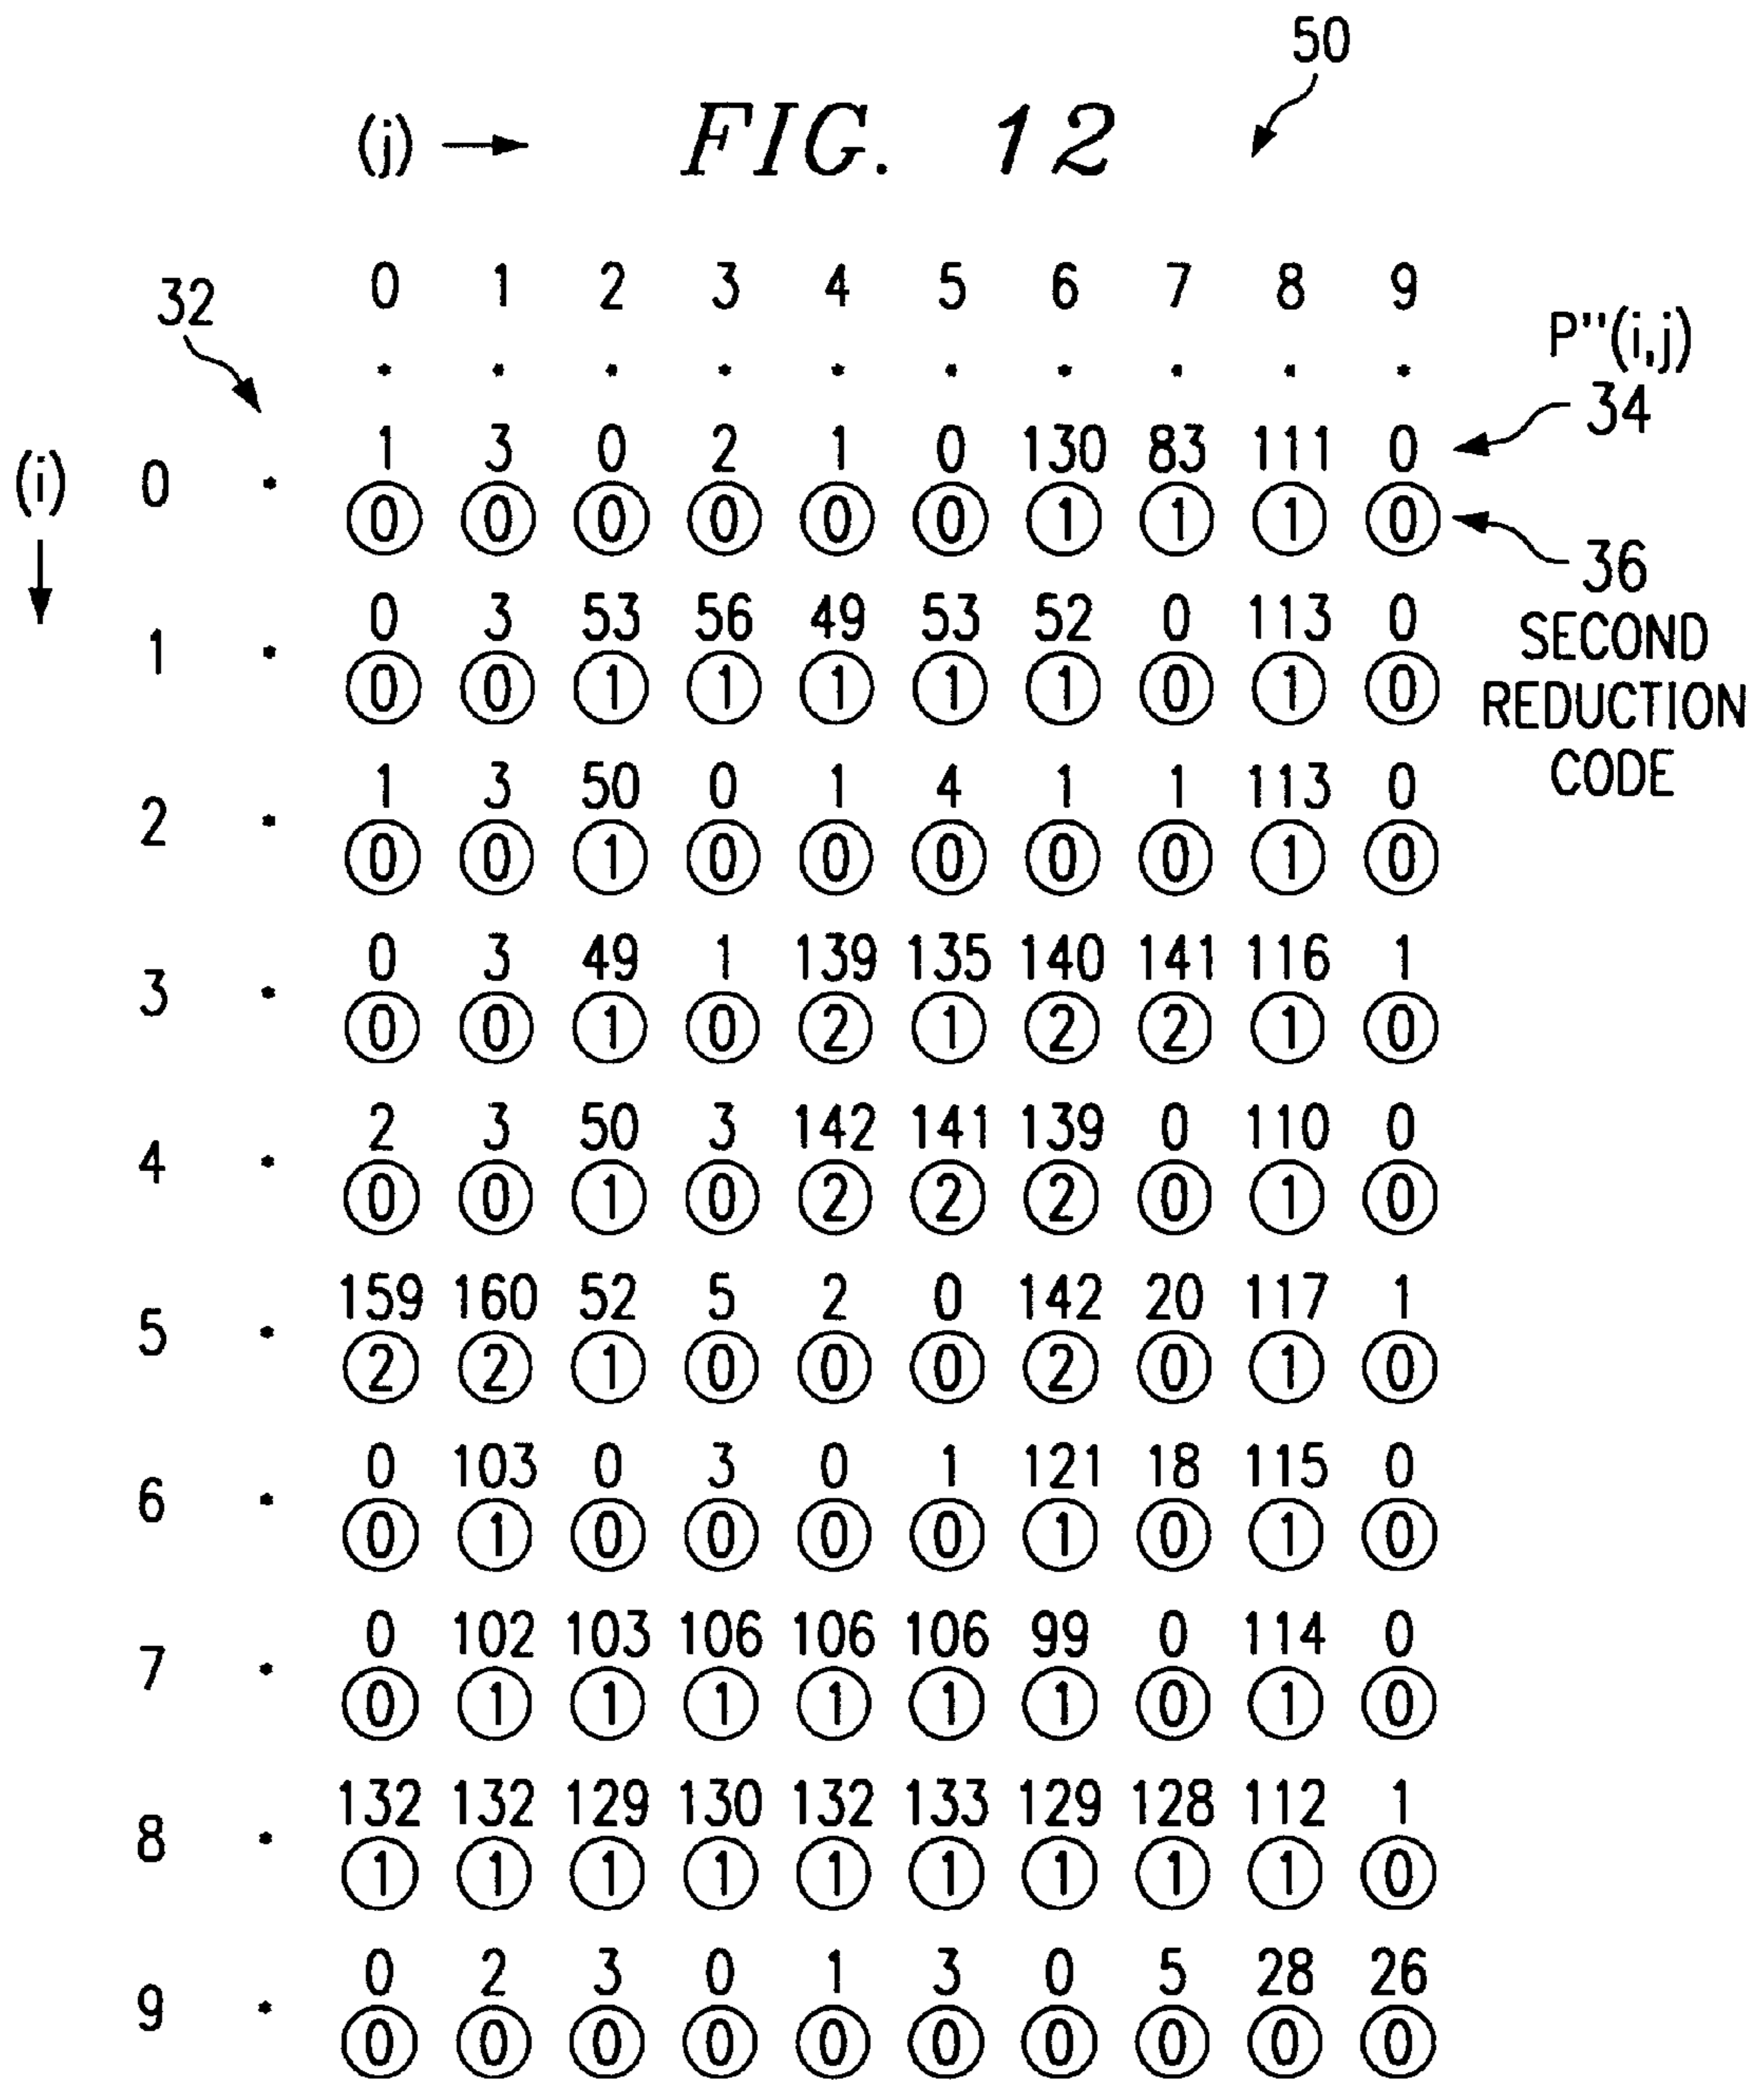 50
(j) FIG. 12
32
0 1 2 3 4 5 6 7 8 9
P"(i,j)
. . . . . . . . . .
34
1 3 0 2 1 0 130 83 111 0
(i) 0 .
0 0 0 0 0 0 1 1 1 0
36
SECOND
REDUCTION
CODE
0 3 53 56 49 53 52 0 113 0
1 .
0 0 1 1 1 1 1 0 1 0
1 3 50 0 1 4 1 1 113 0
2 .
0 0 1 0 0 0 0 0 1 0
0 3 49 1 139 135 140 141 116 1
3 .
0 0 1 0 2 1 2 2 1 0
2 3 50 3 142 141 139 0 110 0
4 .
0 0 1 0 2 2 2 0 1 0
159 160 52 5 2 0 142 20 117 1
5 .
2 2 1 0 0 0 2 0 1 0
0 103 0 3 0 1 121 18 115 0
6 .
0 1 0 0 0 0 1 0 1 0
0 102 103 106 106 106 99 0 114 0
7 .
0 1 1 1 1 1 1 0 1 0
132 132 129 130 132 133 129 128 112 1
8 .
1 1 1 1 1 1 1 1 1 0
0 2 3 0 1 3 0 5 28 26
9 .
0 0 0 0 0 0 0 0 0 0